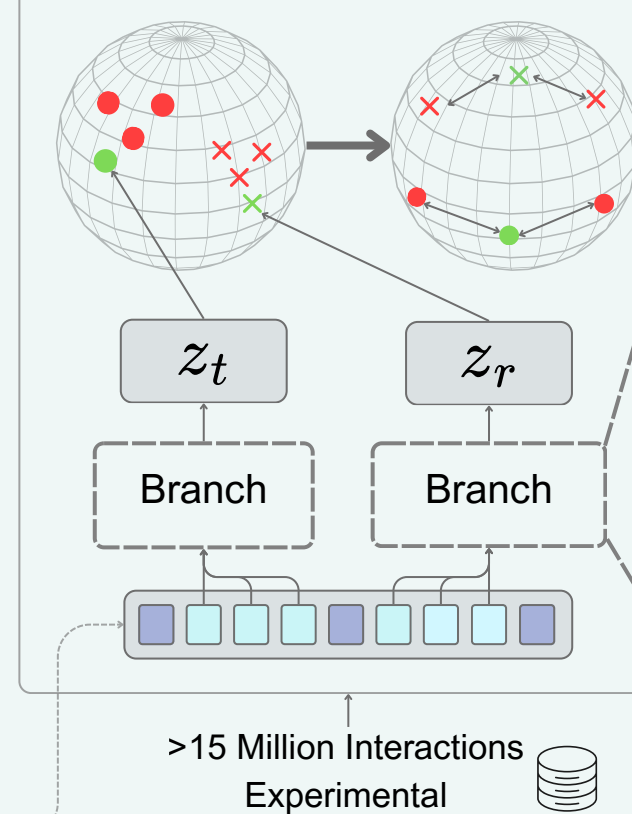 z_t
z_r
Branch
Branch
>15 Million Interactions
Experimental